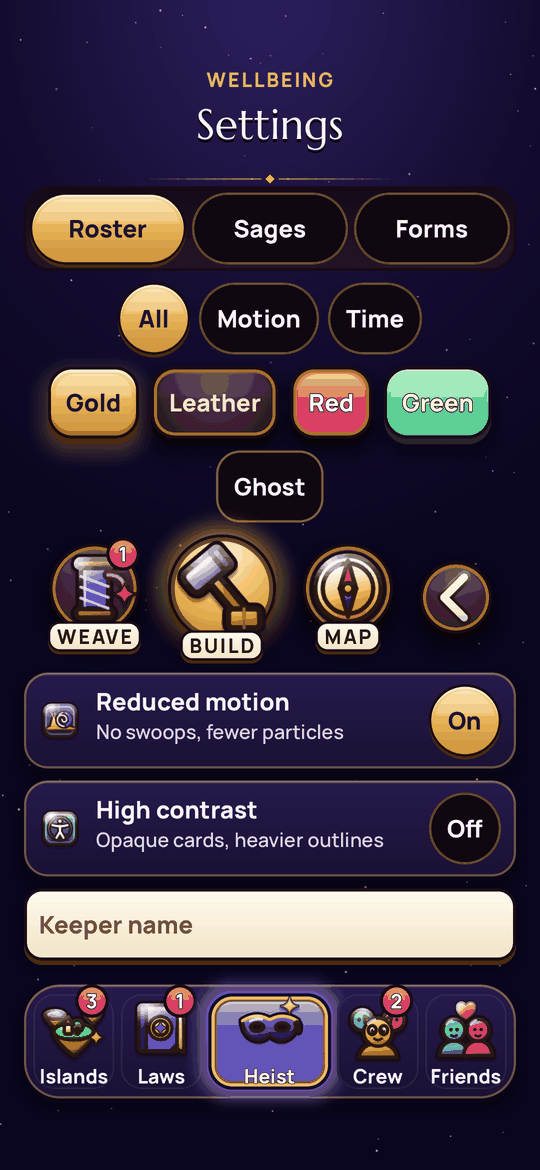 WELLBEING
Settings
Roster Sages Forms
All Motion Time
Gold Leather Red Green
Ghost
1
WEAVE BUILD MAP
Reduced motion
No swoops, fewer particles
On
High contrast
Opaque cards, heavier outlines
Off
Keeper name
3 1 2
Islands Laws Heist Crew Friends